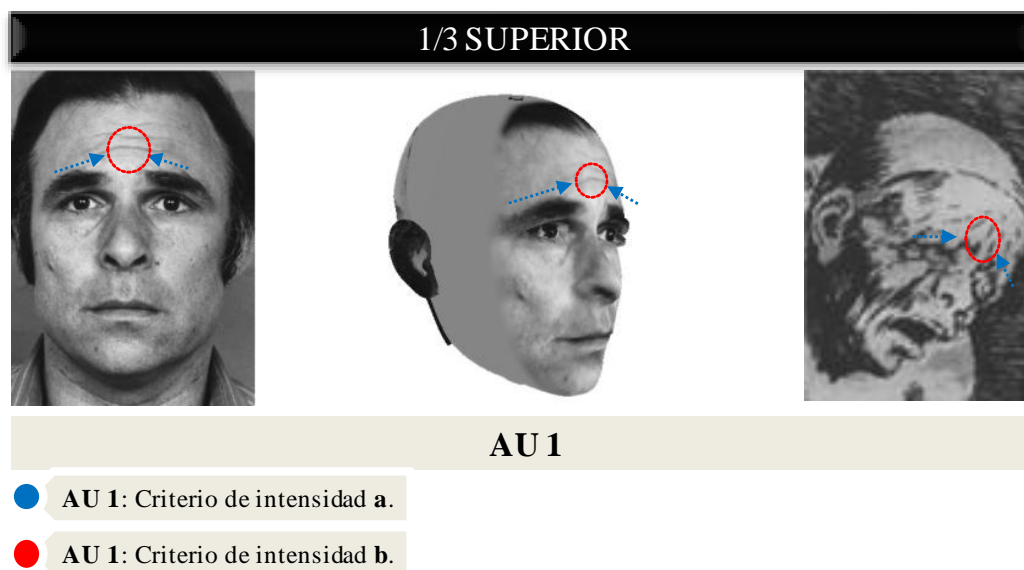 1/3 SUPERIOR
AU 1
AU 1: Criterio de intensidad a.
AU 1: Criterio de intensidad b.